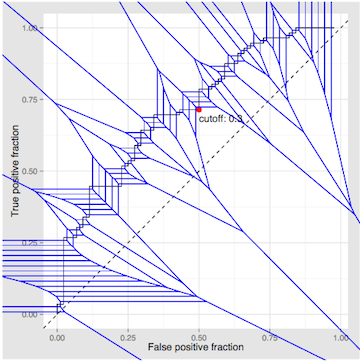 1.00
0.75
0.50
0.25
0.00
True positive fraction
cutoff: 0.3
0.00 0.25 0.50 0.75 1.00
False positive fraction